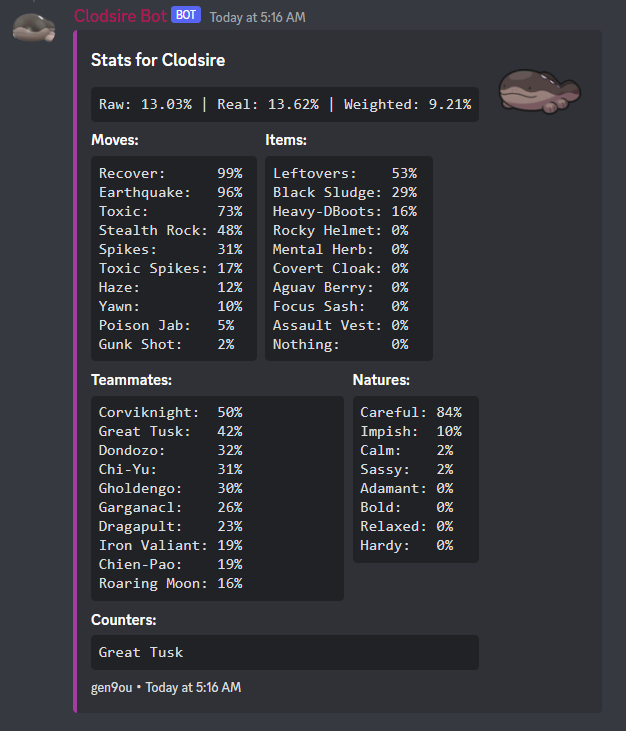 Clodsire Bot BOT Today at 5:16 AM
Stats for Clodsire
Raw: 13.03% | Real: 13.62% | Weighted: 9.21%
Moves:
Recover: 99%
Earthquake: 96%
Toxic: 73%
Stealth Rock: 48%
Spikes: 31%
Toxic Spikes: 17%
Haze: 12%
Yawn: 10%
Poison Jab: 5%
Gunk Shot: 2%
Items:
Leftovers: 53%
Black Sludge: 29%
Heavy-DBoots: 16%
Rocky Helmet: 0%
Mental Herb: 0%
Covert Cloak: 0%
Aguav Berry: 0%
Focus Sash: 0%
Assault Vest: 0%
Nothing: 0%
Teammates:
Corviknight: 50%
Great Tusk: 42%
Dondozo: 32%
Chi-Yu: 31%
Gholdengo: 30%
Garganacl: 26%
Dragapult: 23%
Iron Valiant: 19%
Chien-Pao: 19%
Roaring Moon: 16%
Natures:
Careful: 84%
Impish: 10%
Calm: 2%
Sassy: 2%
Adamant: 0%
Bold: 0%
Relaxed: 0%
Hardy: 0%
Counters:
Great Tusk
gen9ou • Today at 5:16 AM